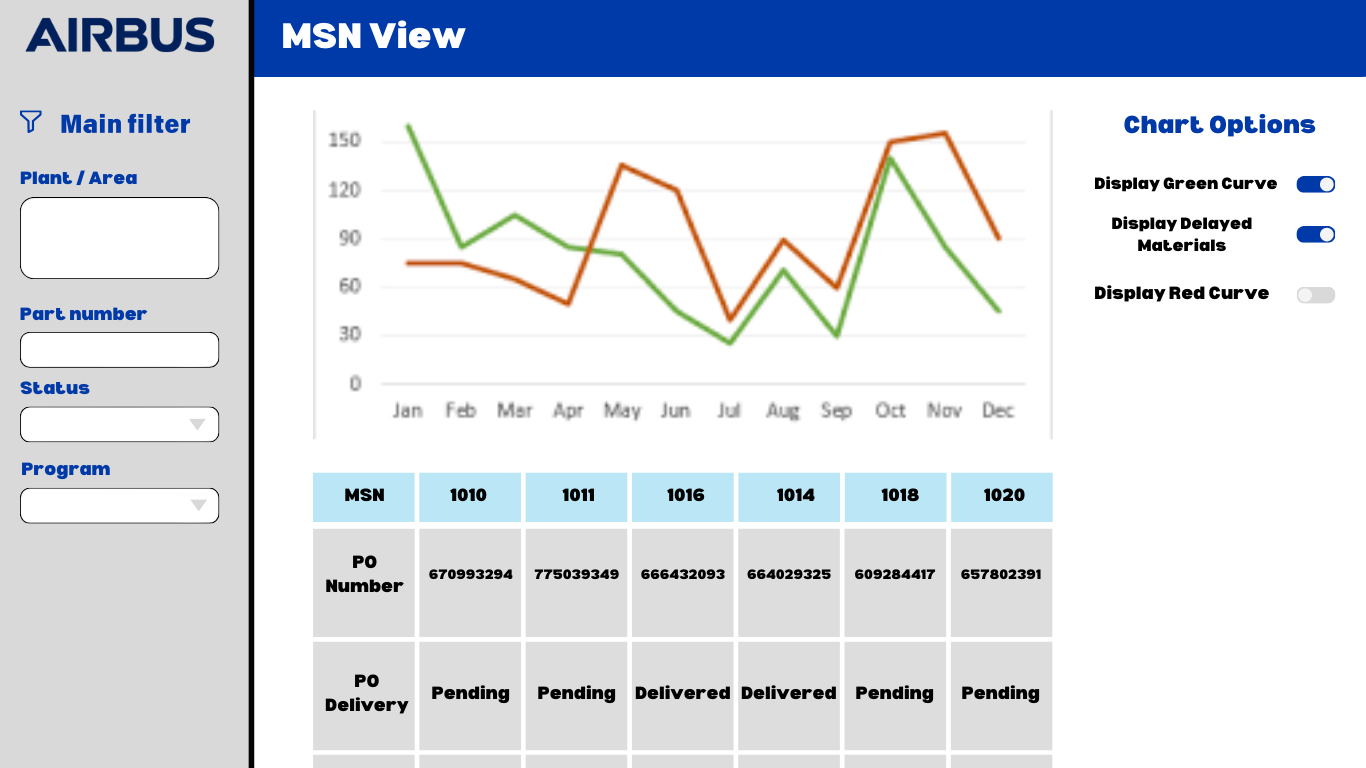 AIRBUS
MSN View
Main filter
Plant / Area
Part number
Status
Program
150
120
90
60
30
0
Jan Feb Mar Apr May Jun Jul Aug Sep Oct Nov Dec
Chart Options
Display Green Curve
Display Delayed
Materials
Display Red Curve
MSN 1010 1011 1016 1014 1018 1020
PO
Number 670993294 775039349 666432093 664029325 609284417 657802391
PO
Delivery Pending Pending Delivered Delivered Pending Pending